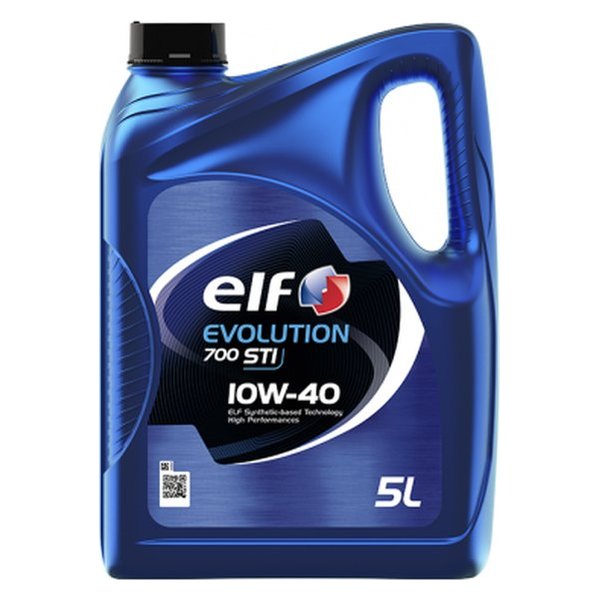 elf
EVOLUTION
700 STI
10W-40
ELF Synthetic-based Technology
High Performances
5L